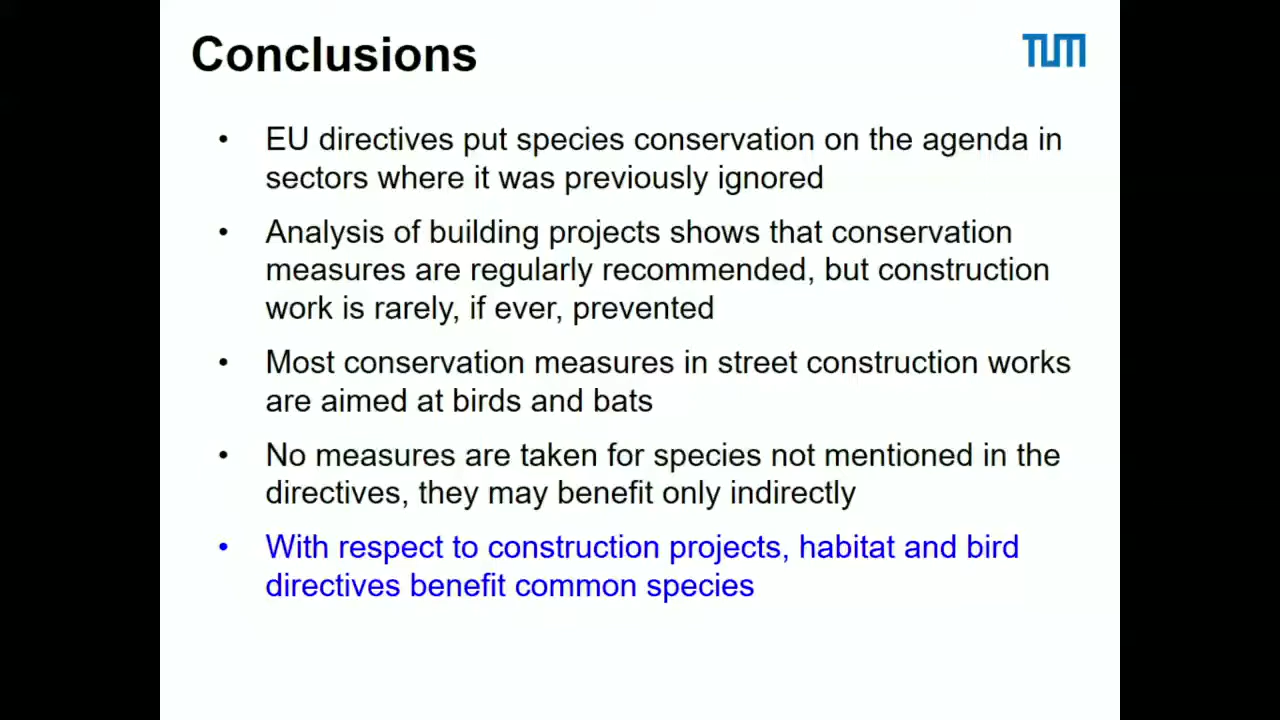 Conclusions
TUM
• EU directives put species conservation on the agenda in
sectors where it was previously ignored
• Analysis of building projects shows that conservation
measures are regularly recommended, but construction
work is rarely, if ever, prevented
• Most conservation measures in street construction works
are aimed at birds and bats
• No measures are taken for species not mentioned in the
directives, they may benefit only indirectly
• With respect to construction projects, habitat and bird
directives benefit common species